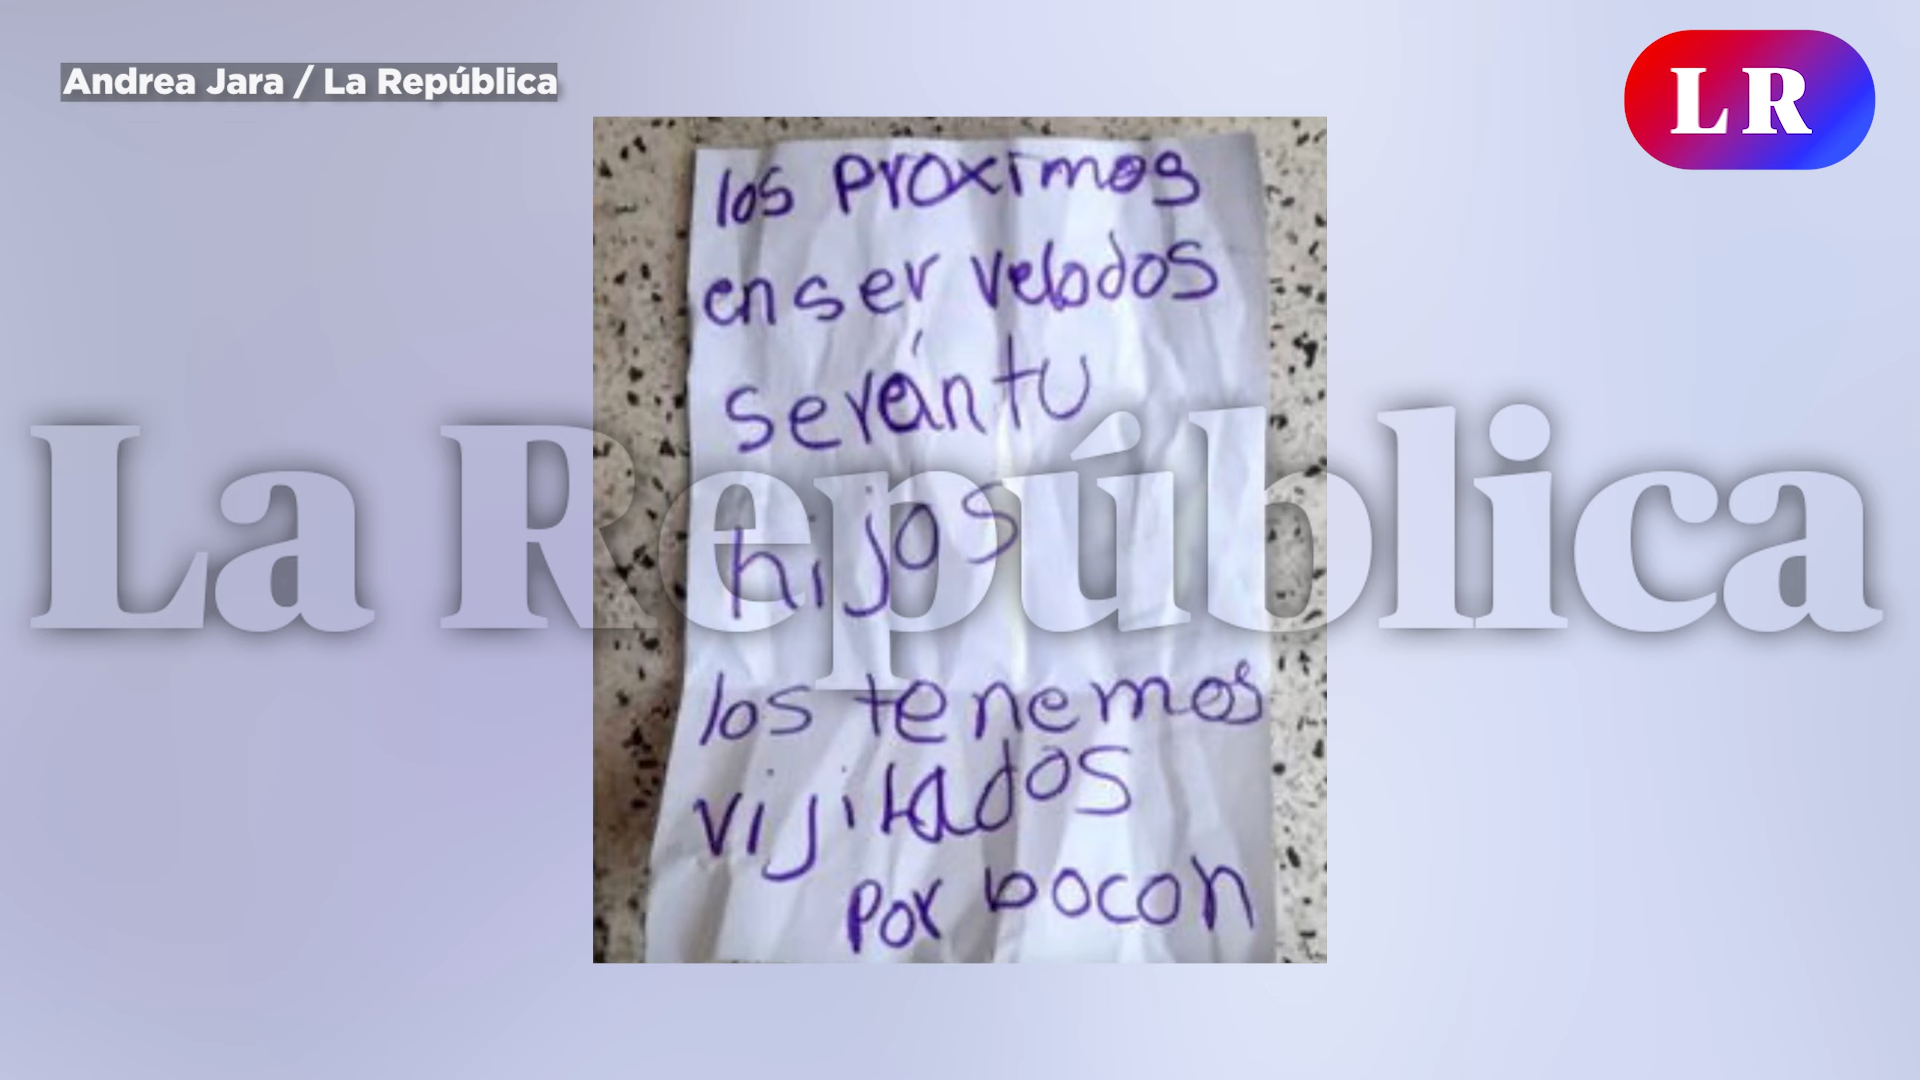 Andrea Jara / La República
LR
los proximos
en ser velados
serán tu
hijos
La República
los tenemos
vijilados
Por bocon